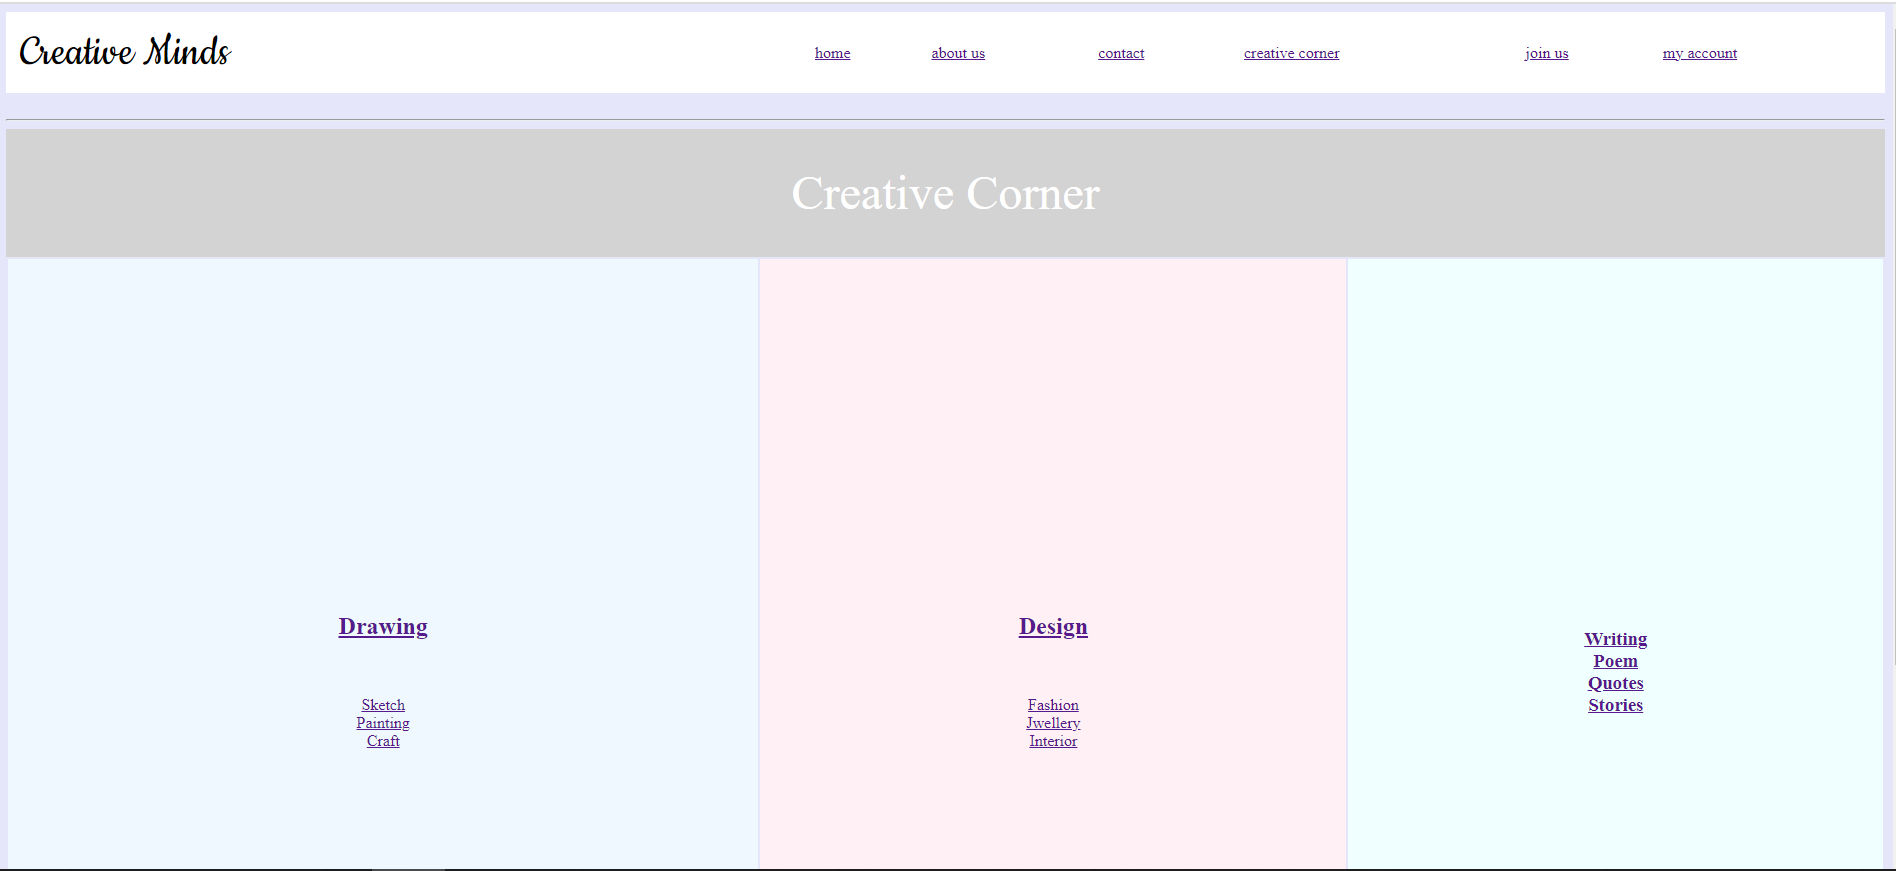 Creative Minds
home about us contact creative corner join us my account
Creative Corner
Drawing
Sketch
Painting
Craft
Design
Fashion
Jwellery
Interior
Writing
Poem
Quotes
Stories